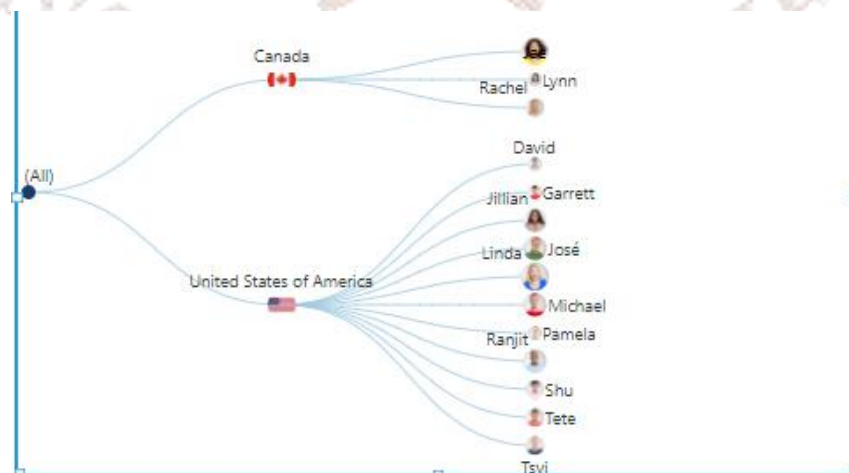 Canada
Jae
Lynn
Rachel
David
(All)
Garrett
Jillian
José
Linda
United States of America
Michael
Pamela
Ranjit
Shu
Tete
Tsvi